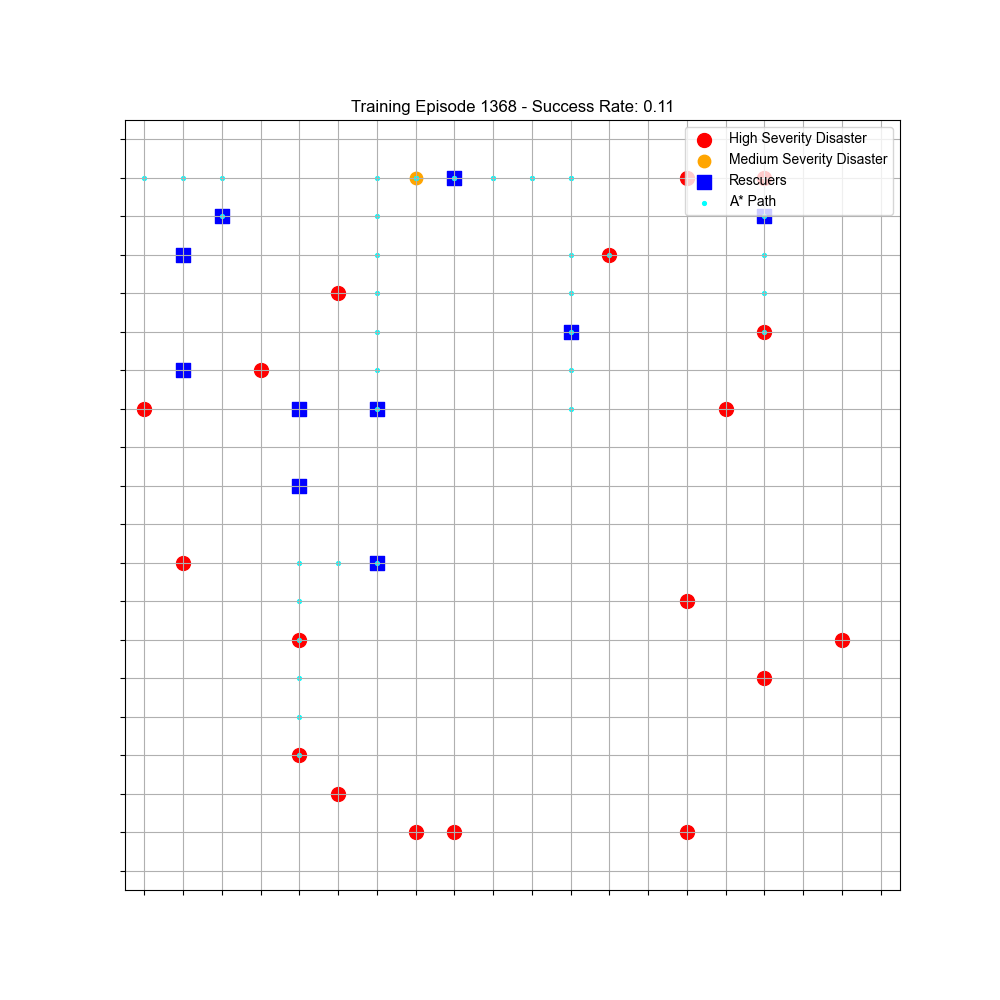 Training Episode 1368 - Success Rate: 0.11
High Severity Disaster
Medium Severity Disaster
Rescuers
A* Path